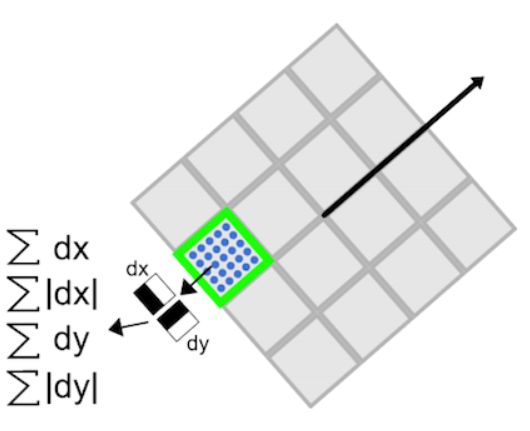 ∑ dx
∑|dx|
∑ dy
∑|dy|
dx
dy